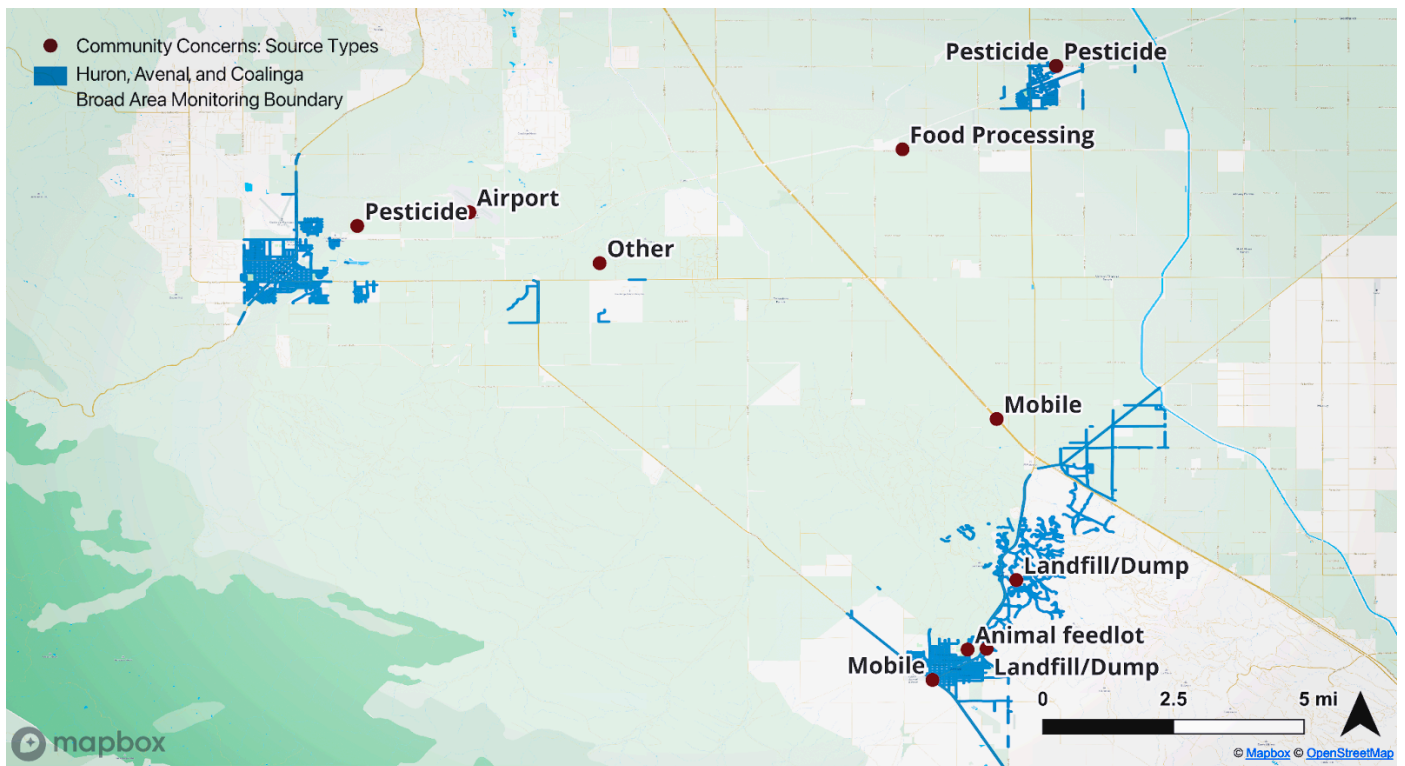 Community Concerns: Source Types
Huron, Avenal, and Coalinga
Broad Area Monitoring Boundary
Pesticide Pesticide
Food Processing
Pesticide Airport
Other
Mobile
Landfill/Dump
Animal feedlot
Mobile
Landfill/Dump
0 2.5 5 mi
mapbox
© Mapbox © OpenStreetMap